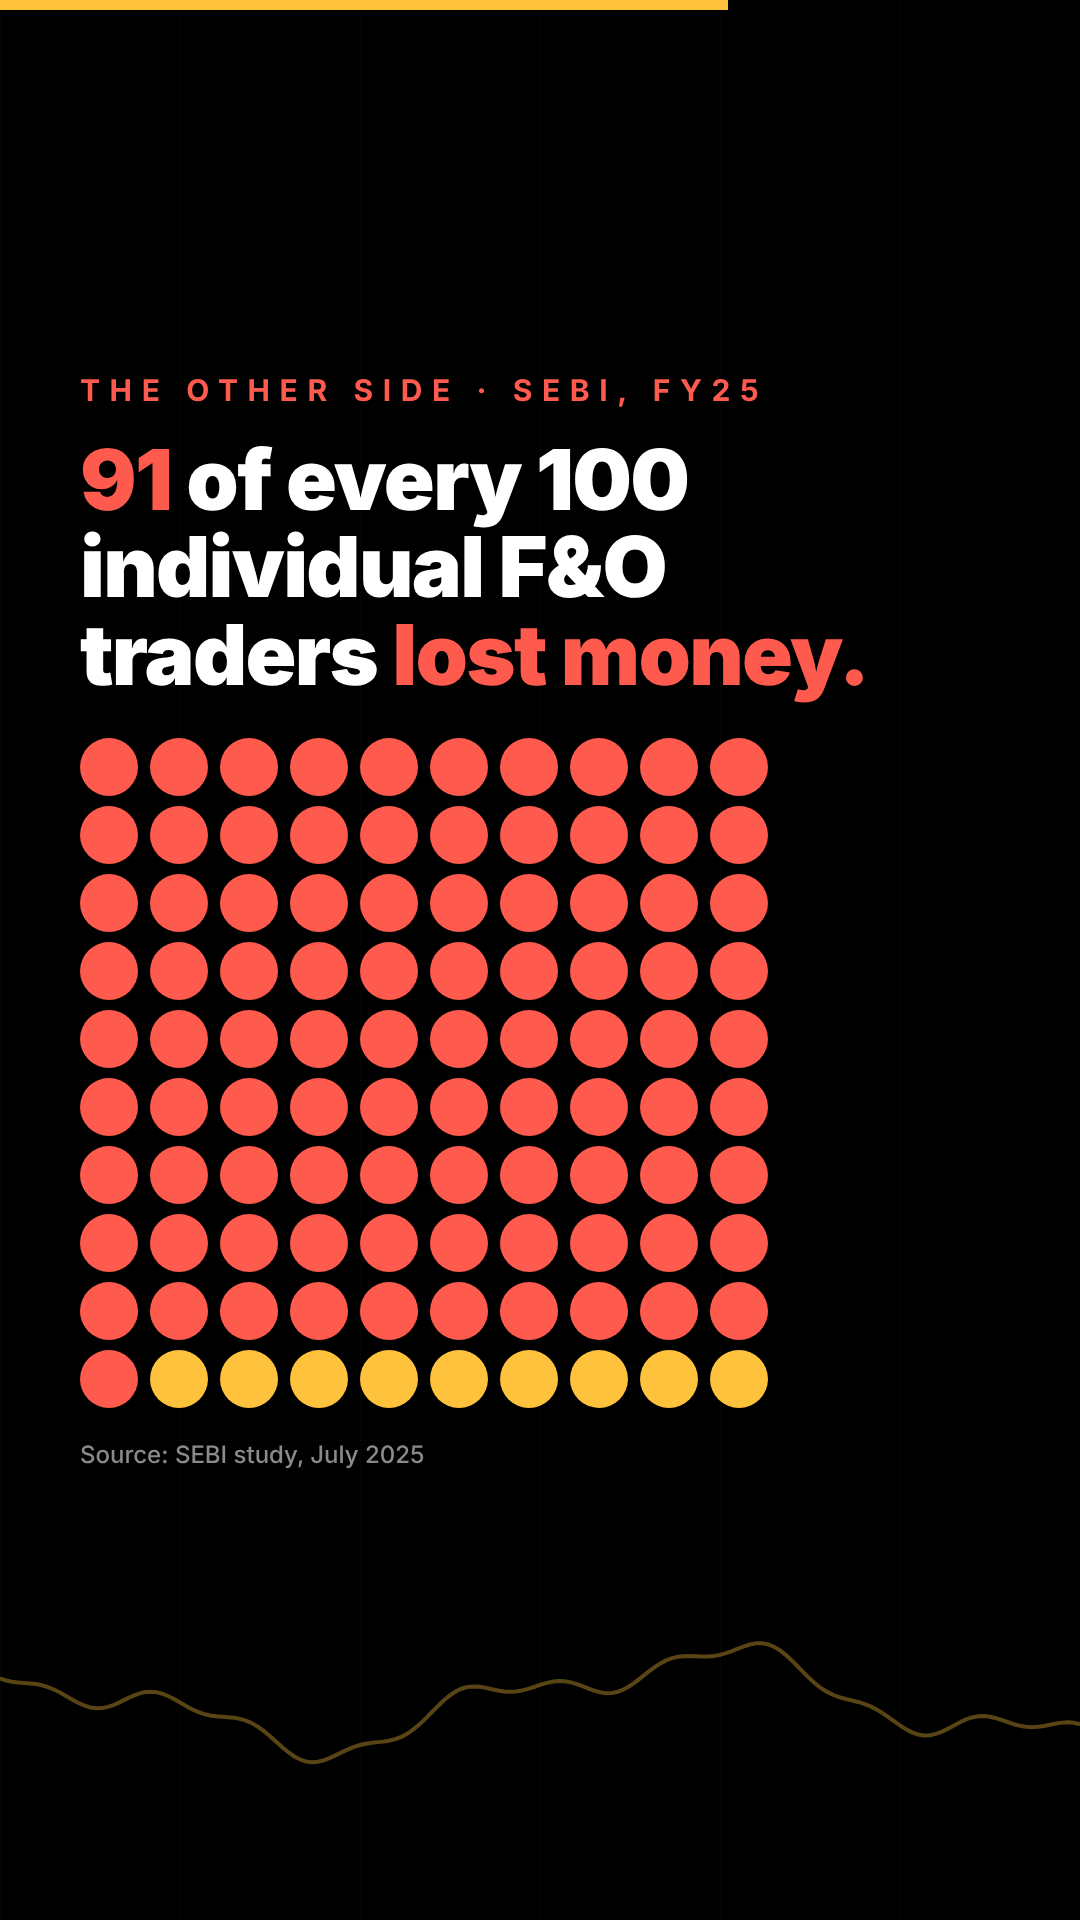 THE OTHER SIDE · SEBI, FY25
91 of every 100
individual F&O
traders lost money.
Source: SEBI study, July 2025